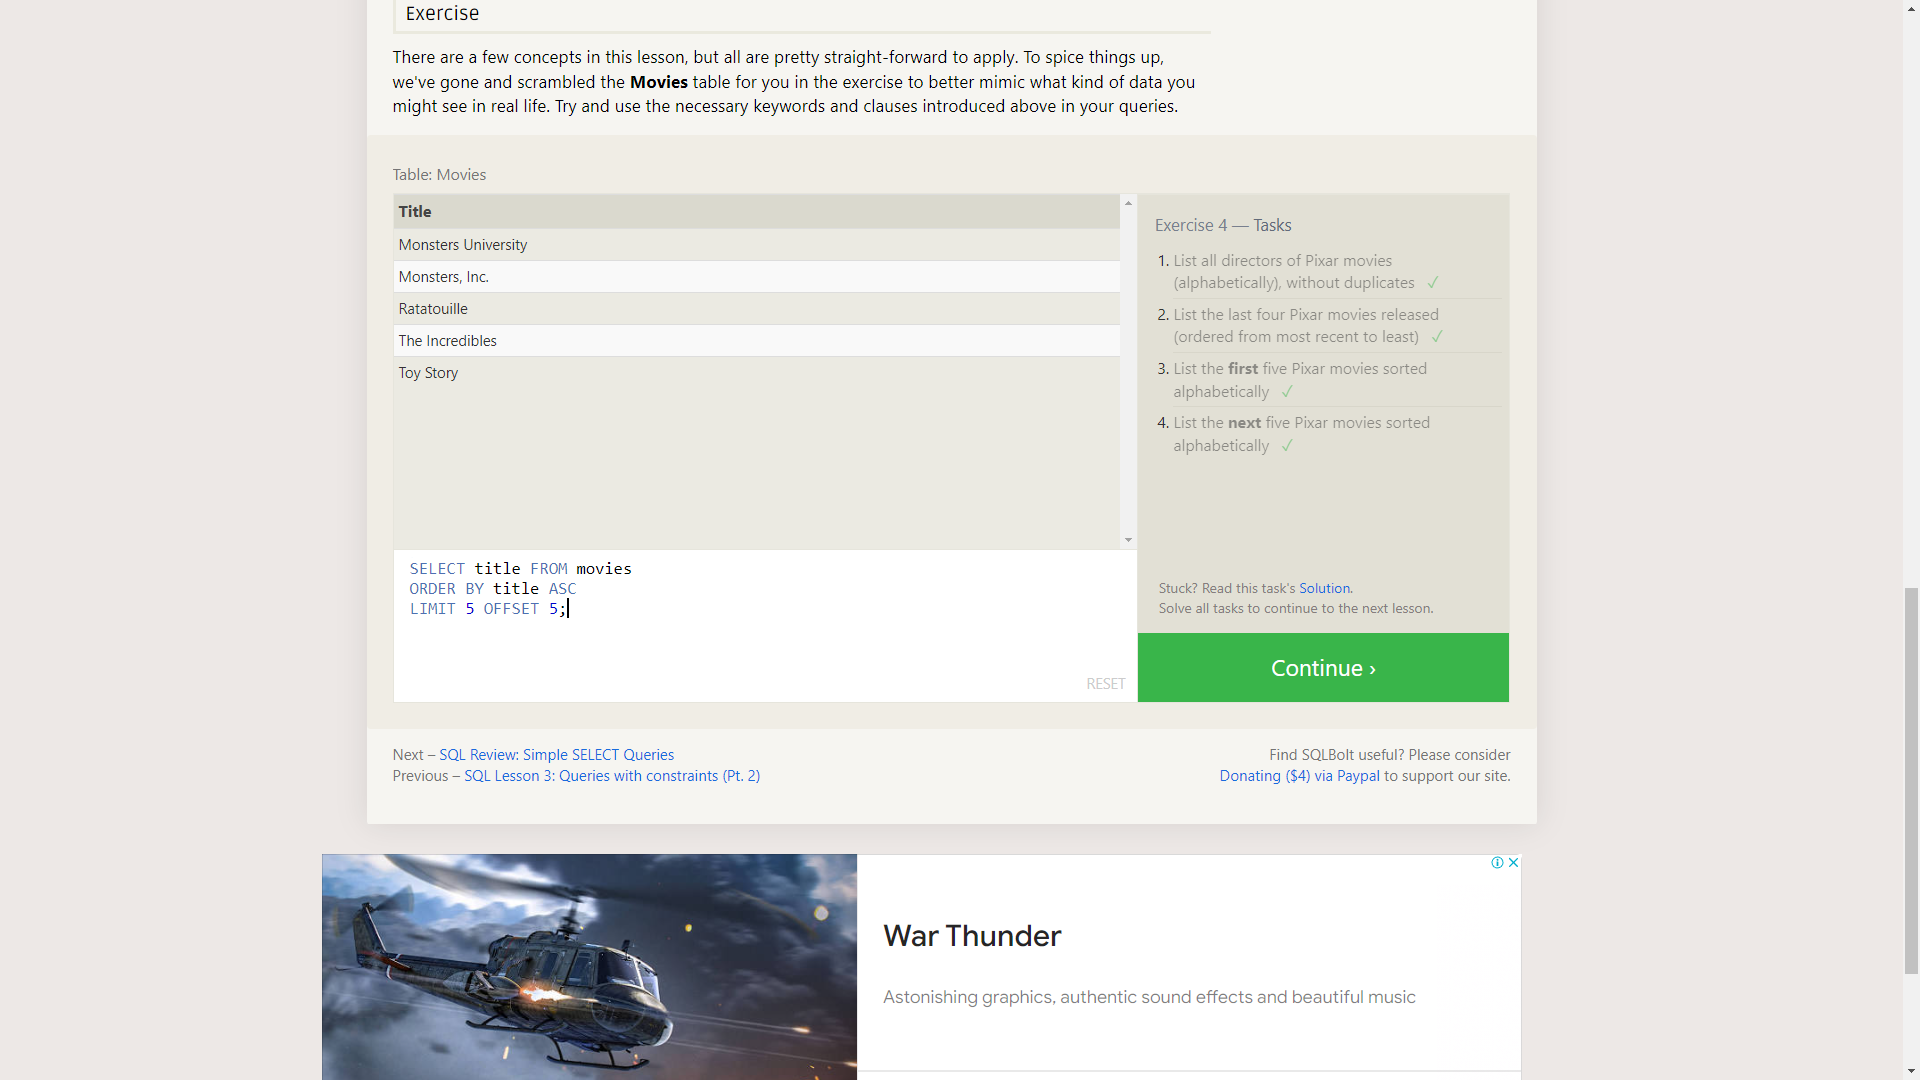 Exercise
There are a few concepts in this lesson, but all are pretty straight-forward to apply. To spice things up,
we've gone and scrambled the Movies table for you in the exercise to better mimic what kind of data you
might see in real life. Try and use the necessary keywords and clauses introduced above in your queries.
Table: Movies
Title
Monsters University
Monsters, Inc.
Ratatouille
The Incredibles
Toy Story
SELECT title FROM movies
ORDER BY title ASC
LIMIT 5 OFFSET 5;
RESET
Exercise 4 — Tasks
1. List all directors of Pixar movies
(alphabetically), without duplicates ✓
2. List the last four Pixar movies released
(ordered from most recent to least) ✓
3. List the first five Pixar movies sorted
alphabetically ✓
4. List the next five Pixar movies sorted
alphabetically ✓
Stuck? Read this task's Solution.
Solve all tasks to continue to the next lesson.
Continue ›
Next – SQL Review: Simple SELECT Queries
Previous – SQL Lesson 3: Queries with constraints (Pt. 2)
Find SQLBolt useful? Please consider
Donating ($4) via Paypal to support our site.
War Thunder
Astonishing graphics, authentic sound effects and beautiful music